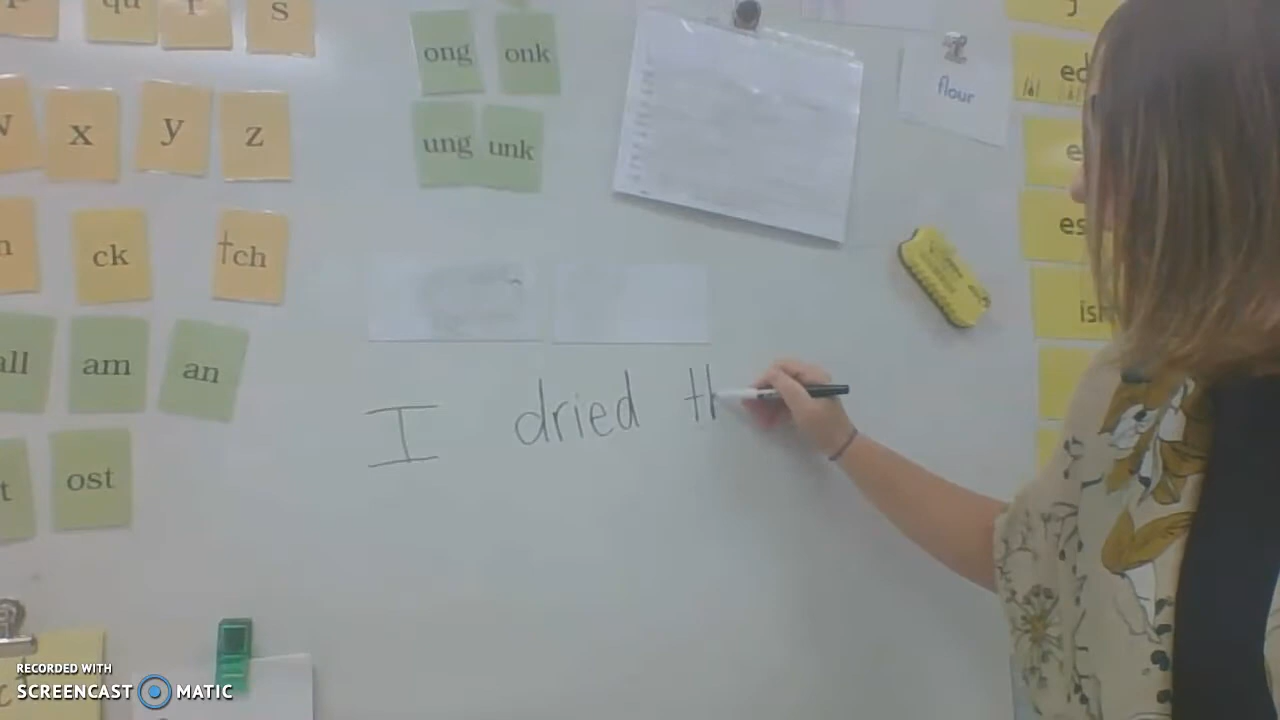 qu r s
x y z
ck tch
all am an
ost
ong onk
ung unk
flour
ed
es
I dried th
RECORDED WITH
SCREENCAST MATIC